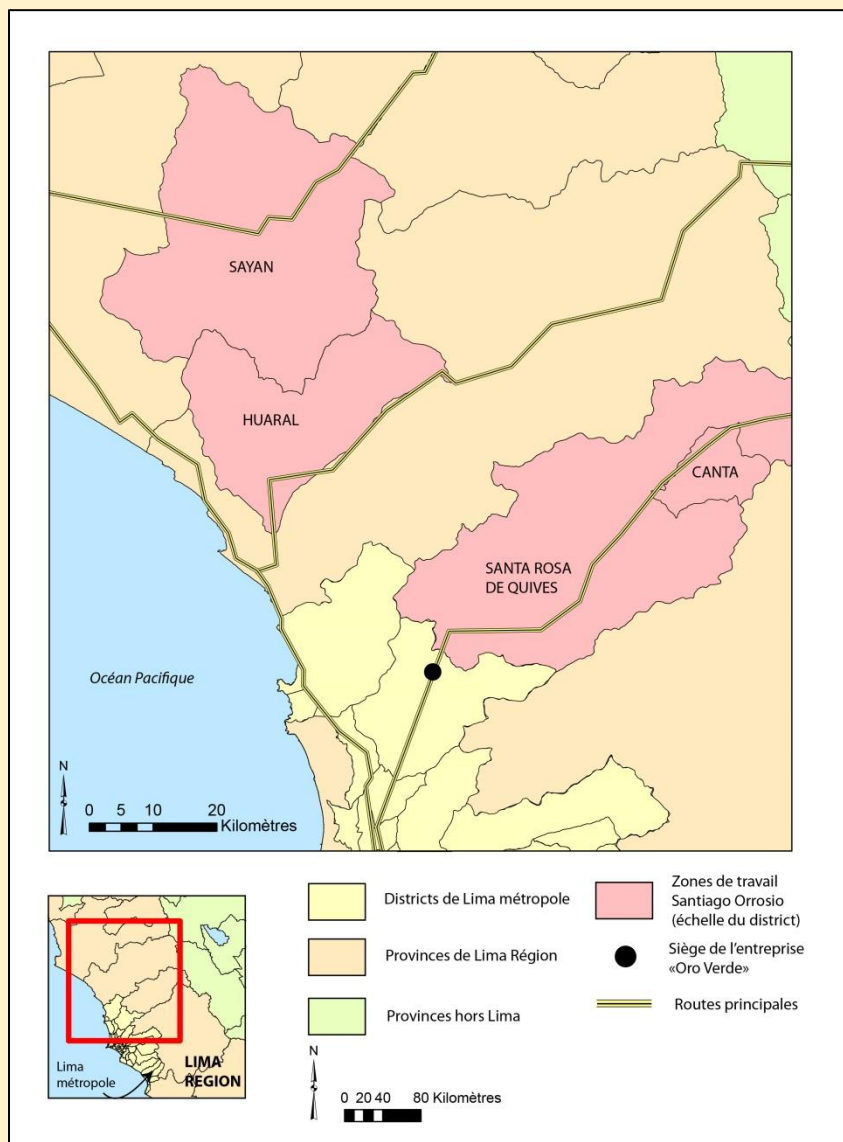 SAYAN
HUARAL
CANTA
SANTA ROSA
DE QUIVES
Océan Pacifique
N
0 5 10 20
Kilomètres
Districts de Lima métropole
Provinces de Lima Région
Provinces hors Lima
Zones de travail
Santiago Orrosio
(échelle du district)
Siège de l'entreprise
«Oro Verde»
Routes principales
Lima
métropole
LIMA
REGION
N
0 20 40 80 Kilomètres